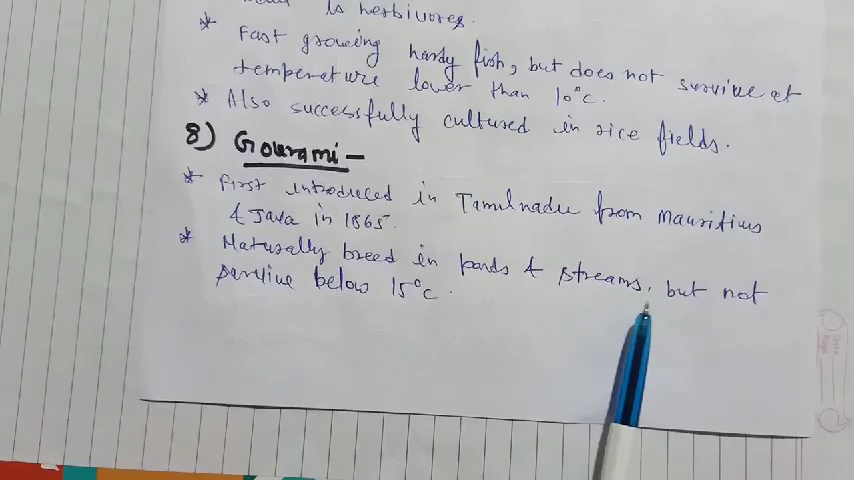 is herbivores.
* Fast growing hardy fish, but does not survive at
temperature lower than 10°C.
* Also successfully cultured in rice fields.
8) Gourami -
* First introduced in Tamilnadu from Mauritius
& Java in 1865.
* Naturally breed in ponds & streams, but not
survive below 15°C.